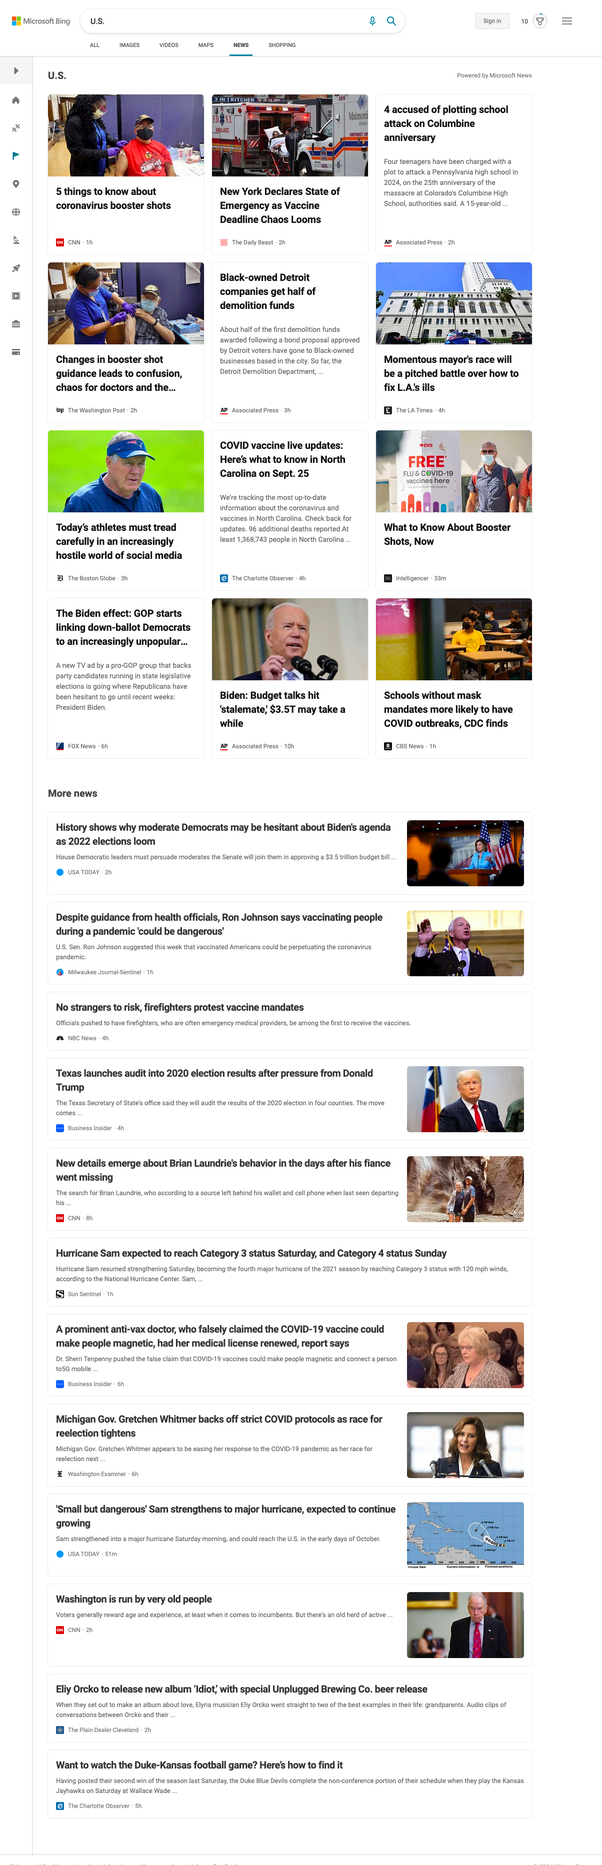 Microsoft Bing
U.S.
Sign in
10
ALL
IMAGES
VIDEOS
MAPS
NEWS
SHOPPING
U.S.
Powered by Microsoft News
5 things to know about
coronavirus booster shots
CNN · 1h
New York Declares State of
Emergency as Vaccine
Deadline Chaos Looms
The Daily Beast · 2h
4 accused of plotting school
attack on Columbine
anniversary
Four teenagers have been charged with a
plot to attack a Pennsylvania high school in
2024, on the 25th anniversary of the
massacre at Colorado's Columbine High
School, authorities said. A 15-year-old ...
AP
Associated Press · 2h
Changes in booster shot
guidance leads to confusion,
chaos for doctors and the...
wp
The Washington Post · 2h
Black-owned Detroit
companies get half of
demolition funds
About half of the first demolition funds
awarded following a bond proposal approved
by Detroit voters have gone to Black-owned
businesses based in the city. So far, the
Detroit Demolition Department, ...
AP
Associated Press · 3h
Momentous mayor's race will
be a pitched battle over how to
fix L.A.'s ills
The LA Times · 4h
Today's athletes must tread
carefully in an increasingly
hostile world of social media
The Boston Globe · 3h
COVID vaccine live updates:
Here's what to know in North
Carolina on Sept. 25
We're tracking the most up-to-date
information about the coronavirus and
vaccines in North Carolina. Check back for
updates. 96 additional deaths reported At
least 1,368,743 people in North Carolina ...
The Charlotte Observer · 4h
CVS
FREE
FLU & COVID-19
vaccines here
What to Know About Booster
Shots, Now
Intelligencer · 33m
The Biden effect: GOP starts
linking down-ballot Democrats
to an increasingly unpopular...
A new TV ad by a pro-GOP group that backs
party candidates running in state legislative
elections is going where Republicans have
been hesitant to go until recent weeks:
President Biden.
FOX News · 6h
Biden: Budget talks hit
'stalemate,' $3.5T may take a
while
AP
Associated Press · 10h
Schools without mask
mandates more likely to have
COVID outbreaks, CDC finds
CBS News · 1h
More news
History shows why moderate Democrats may be hesitant about Biden's agenda
as 2022 elections loom
House Democratic leaders must persuade moderates the Senate will join them in approving a $3.5 trillion budget bill ...
USA TODAY · 2h
Despite guidance from health officials, Ron Johnson says vaccinating people
during a pandemic 'could be dangerous'
U.S. Sen. Ron Johnson suggested this week that vaccinated Americans could be perpetuating the coronavirus
pandemic.
Milwaukee Journal-Sentinel · 1h
No strangers to risk, firefighters protest vaccine mandates
Officials pushed to have firefighters, who are often emergency medical providers, be among the first to receive the vaccines.
NBC News · 4h
Texas launches audit into 2020 election results after pressure from Donald
Trump
The Texas Secretary of State's office said they will audit the results of the 2020 election in four counties. The move
comes ...
Business Insider · 4h
New details emerge about Brian Laundrie's behavior in the days after his fiance
went missing
The search for Brian Laundrie, who according to a source left behind his wallet and cell phone when last seen departing
his ...
CNN · 8h
Hurricane Sam expected to reach Category 3 status Saturday, and Category 4 status Sunday
Hurricane Sam resumed strengthening Saturday, becoming the fourth major hurricane of the 2021 season by reaching Category 3 status with 120 mph winds,
according to the National Hurricane Center. Sam, ...
Sun Sentinel · 1h
A prominent anti-vax doctor, who falsely claimed the COVID-19 vaccine could
make people magnetic, had her medical license renewed, report says
Dr. Sherri Tenpenny pushed the false claim that COVID-19 vaccines could make people magnetic and connect a person
to5G mobile ...
Business Insider · 6h
Michigan Gov. Gretchen Whitmer backs off strict COVID protocols as race for
reelection tightens
Michigan Gov. Gretchen Whitmer appears to be easing her response to the COVID-19 pandemic as her race for
reelection next ...
Washington Examiner · 6h
'Small but dangerous' Sam strengthens to major hurricane, expected to continue
growing
Sam strengthened into a major hurricane Saturday morning, and could reach the U.S. in the early days of October.
USA TODAY · 51m
Washington is run by very old people
Voters generally reward age and experience, at least when it comes to incumbents. But there's an old herd of active ...
CNN · 2h
Eliy Orcko to release new album 'Idiot,' with special Unplugged Brewing Co. beer release
When they set out to make an album about love, Elyria musician Eliy Orcko went straight to two of the best examples in their life: grandparents. Audio clips of
conversations between Orcko and their ...
The Plain Dealer Cleveland · 2h
Want to watch the Duke-Kansas football game? Here's how to find it
Having posted their second win of the season last Saturday, the Duke Blue Devils complete the non-conference portion of their schedule when they play the Kansas
Jayhawks on Saturday at Wallace Wade ...
The Charlotte Observer · 5h